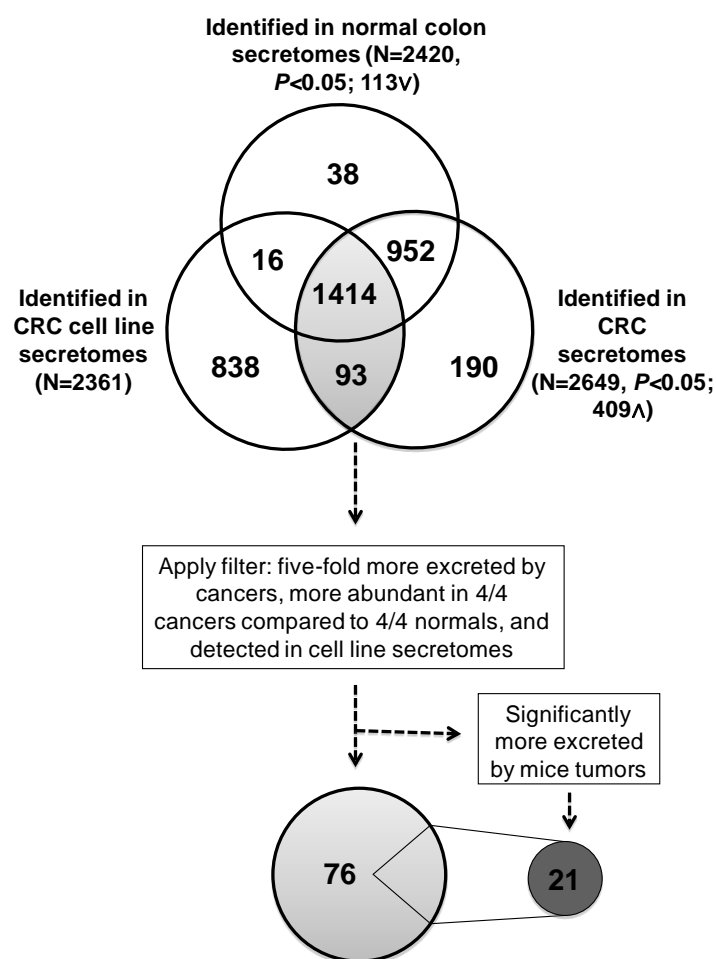 Identified in normal colon
secretomes (N=2420,
P<0.05; 113∨)
38
16
952
1414
Identified in
CRC cell line
secretomes
(N=2361)
Identified in
CRC
secretomes
(N=2649, P<0.05;
409∧)
838
93
190
Apply filter: five-fold more excreted by
cancers, more abundant in 4/4
cancers compared to 4/4 normals, and
detected in cell line secretomes
Significantly
more excreted
by mice tumors
76
21